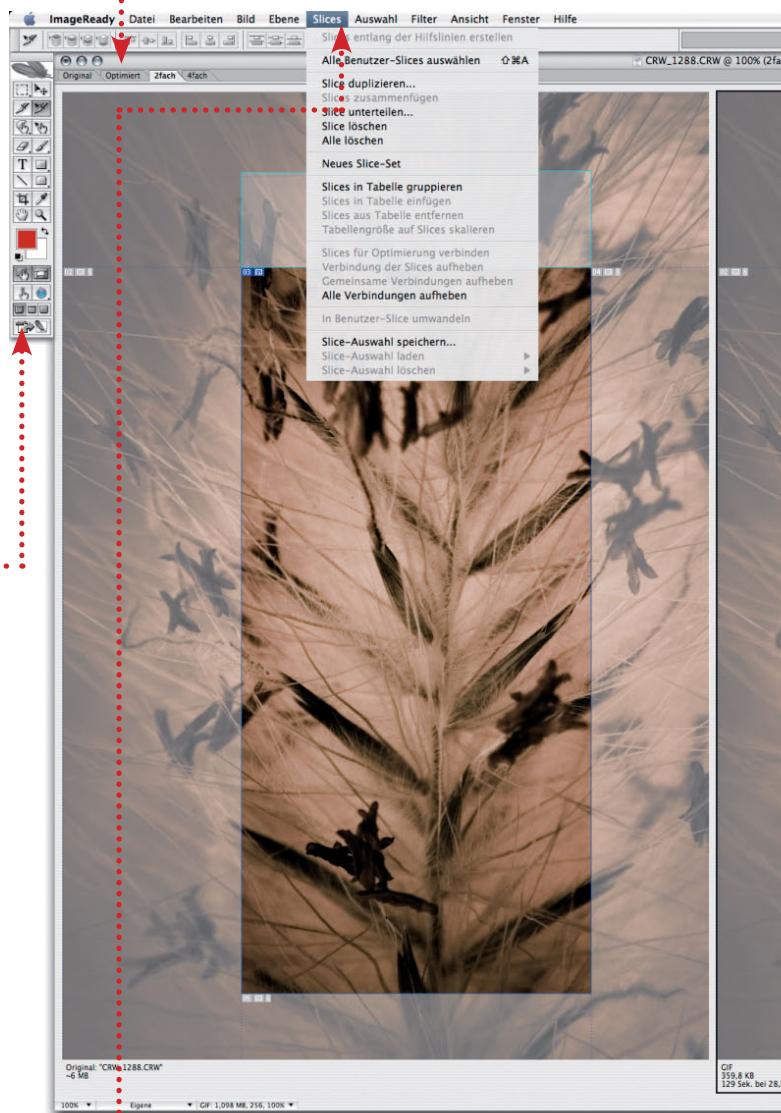 ImageReady Datei Bearbeiten Bild Ebene Slices Auswahl Filter Ansicht Fenster Hilfe
Slices entlang der Hilfslinien erstellen
Alle Benutzer-Slices auswählen ⇧⌘A
CRW_1288.CRW @ 100% (2fa
Original Optimiert 2fach 4fach
Slice duplizieren...
Slices zusammenfügen
Slice unterteilen...
Slice löschen
Alle löschen
Neues Slice-Set
Slices in Tabelle gruppieren
Slices in Tabelle einfügen
Slices aus Tabelle entfernen
Tabellengröße auf Slices skalieren
Slices für Optimierung verbinden
Verbindung der Slices aufheben
Gemeinsame Verbindungen aufheben
Alle Verbindungen aufheben
In Benutzer-Slice umwandeln
Slice-Auswahl speichern...
Slice-Auswahl laden
Slice-Auswahl löschen
02 03 04 02
05
Original: "CRW_1288.CRW"
~6 MB
GIF
359,8 KB
129 Sek. bei 28,
100% Eigene GIF: 1,098 MB, 256, 100%